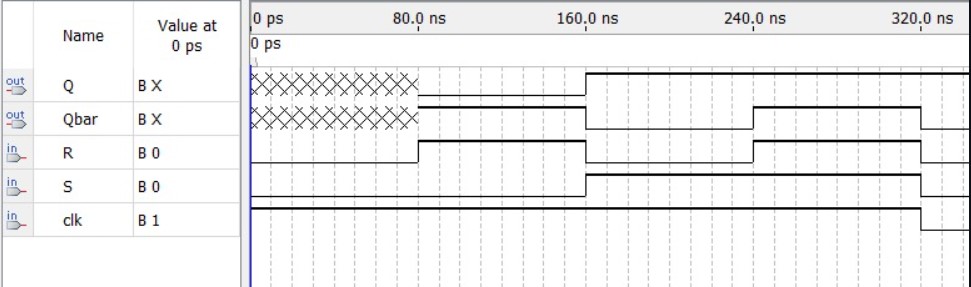 Name Value at 0 ps
0 ps 80.0 ns 160.0 ns 240.0 ns 320.0 ns
0 ps
out Q B X
out Qbar B X
in R B 0
in S B 0
in clk B 1